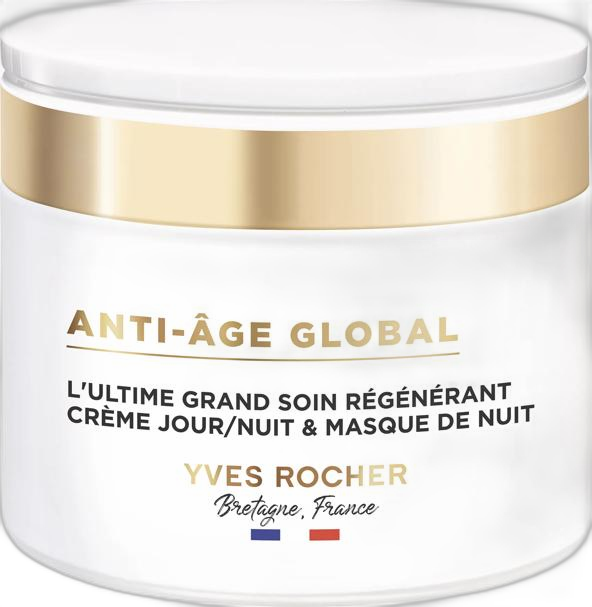 ANTI-ÂGE GLOBAL
L'ULTIME GRAND SOIN RÉGÉNÉRANT
CRÈME JOUR/NUIT & MASQUE DE NUIT
YVES ROCHER
Bretagne, France